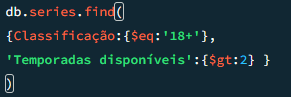 db.series.find(
{Classificação:{$eq:'18+'},
'Temporadas disponíveis':{$gt:2} }
)